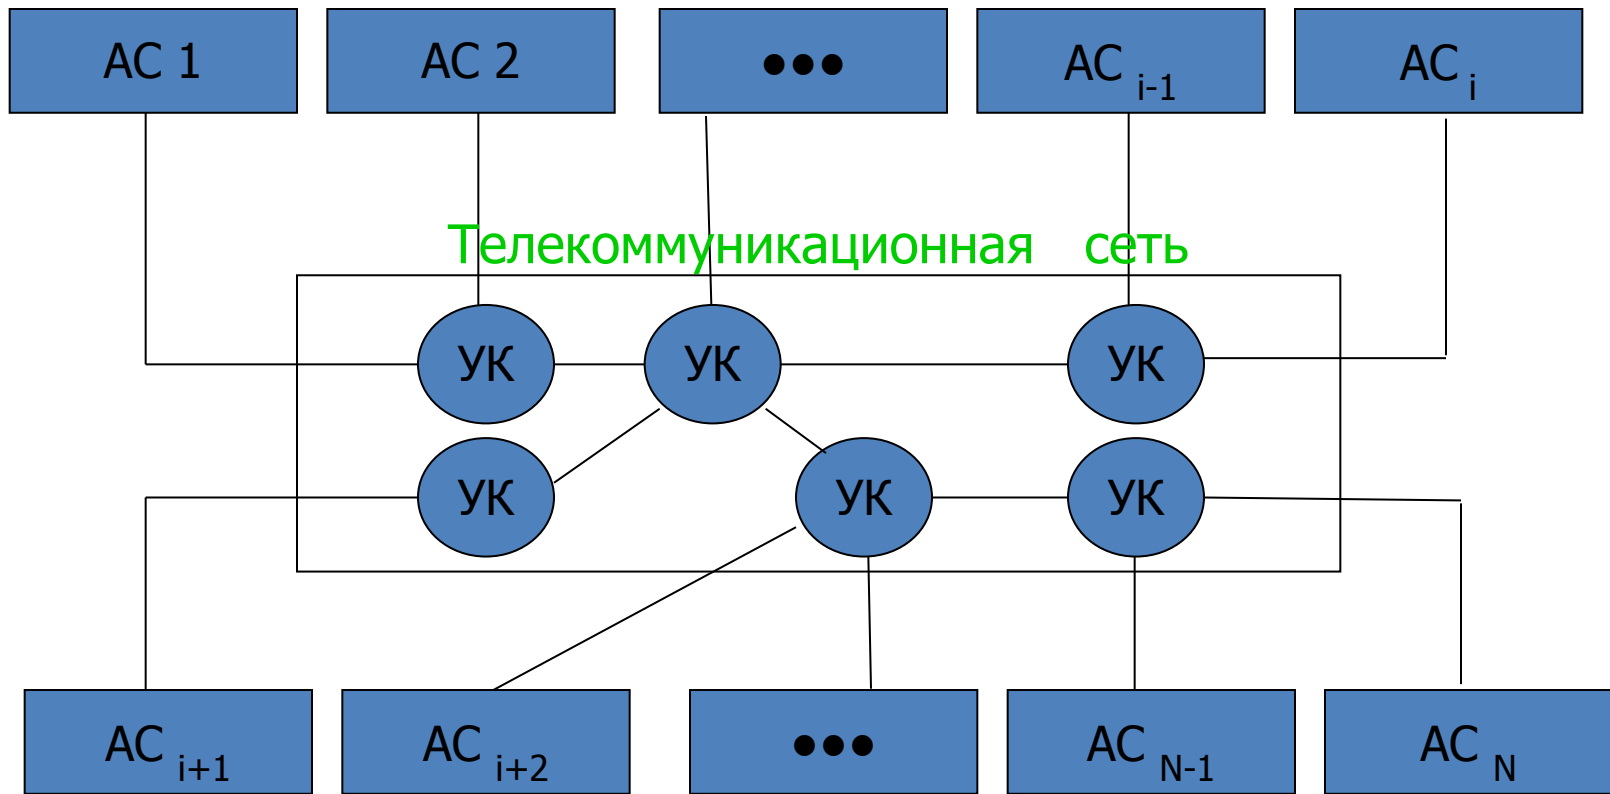 АС 1 АС 2 ••• АС i-1 АС i
Телекоммуникационная сеть
УК УК УК
УК УК УК
АС i+1 АС i+2 ••• АС N-1 АС N